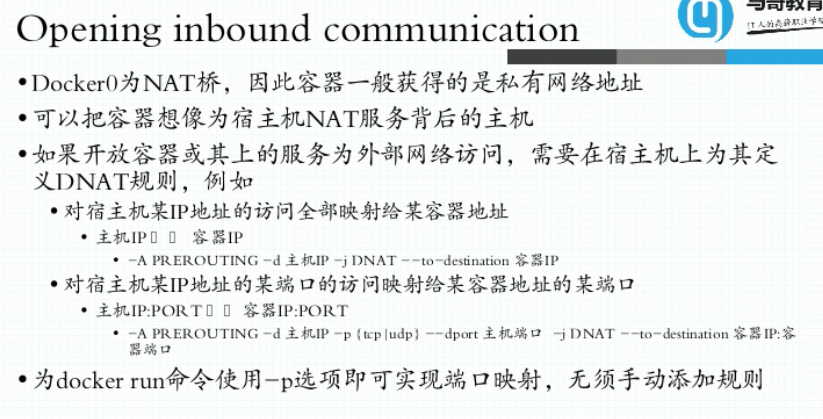 Opening inbound communication
马哥教育
IT人的高薪职业学院
•Docker0为NAT桥，因此容器一般获得的是私有网络地址
•可以把容器想像为宿主机NAT服务背后的主机
•如果开放容器或其上的服务为外部网络访问，需要在宿主机上为其定
义DNAT规则，例如
•对宿主机某IP地址的访问全部映射给某容器地址
•主机IP 容器IP
•-A PREROUTING -d 主机IP -j DNAT --to-destination 容器IP
•对宿主机某IP地址的某端口的访问映射给某容器地址的某端口
•主机IP:PORT 容器IP:PORT
•-A PREROUTING -d 主机IP -p {tcp|udp} --dport 主机端口 -j DNAT --to-destination 容器IP:容
器端口
•为docker run命令使用-p选项即可实现端口映射，无须手动添加规则